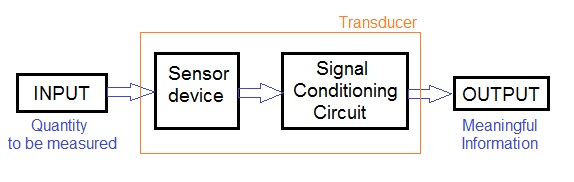 Transducer
INPUT
Quantity
to be measured
Sensor
device
Signal
Conditioning
Circuit
OUTPUT
Meaningful
Information